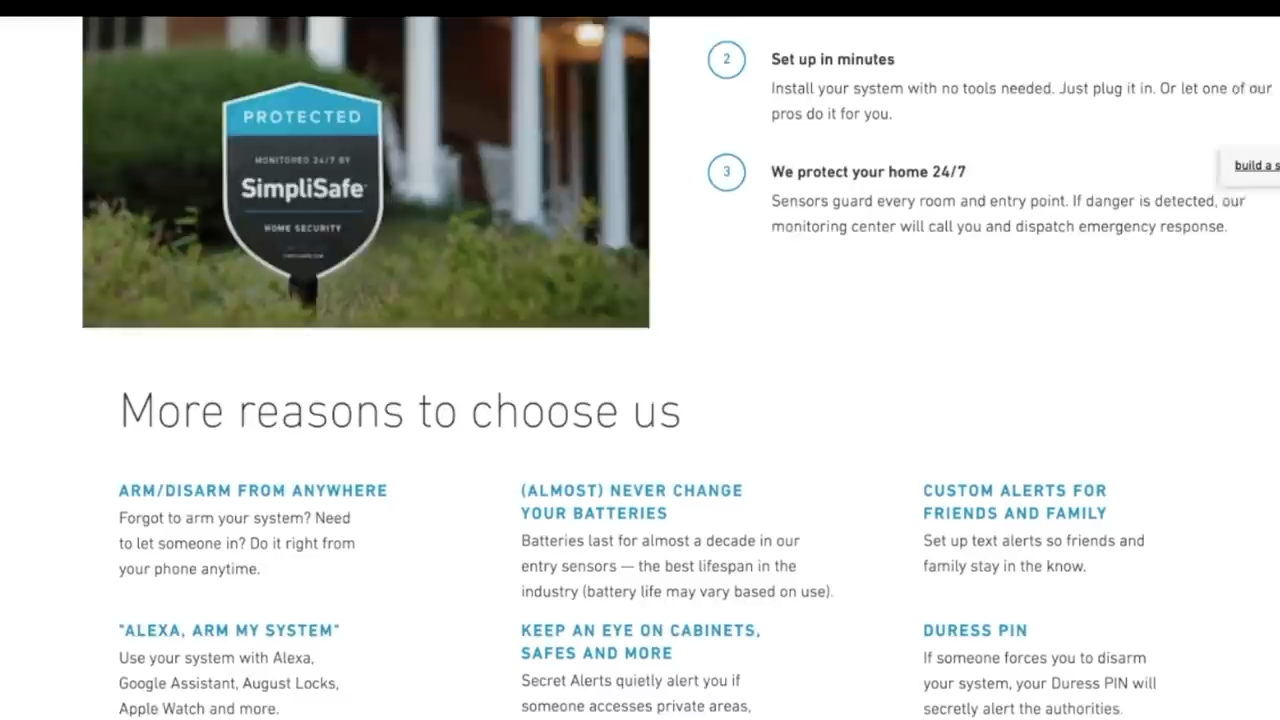 PROTECTED
MONITORED 24/7 BY
SimpliSafe
HOME SECURITY
2
Set up in minutes
Install your system with no tools needed. Just plug it in. Or let one of our
pros do it for you.
3
We protect your home 24/7
build a s
Sensors guard every room and entry point. If danger is detected, our
monitoring center will call you and dispatch emergency response.
More reasons to choose us
ARM/DISARM FROM ANYWHERE
Forgot to arm your system? Need
to let someone in? Do it right from
your phone anytime.
(ALMOST) NEVER CHANGE
YOUR BATTERIES
Batteries last for almost a decade in our
entry sensors — the best lifespan in the
industry (battery life may vary based on use).
CUSTOM ALERTS FOR
FRIENDS AND FAMILY
Set up text alerts so friends and
family stay in the know.
"ALEXA, ARM MY SYSTEM"
Use your system with Alexa,
Google Assistant, August Locks,
Apple Watch and more.
KEEP AN EYE ON CABINETS,
SAFES AND MORE
Secret Alerts quietly alert you if
someone accesses private areas,
DURESS PIN
If someone forces you to disarm
your system, your Duress PIN will
secretly alert the authorities.